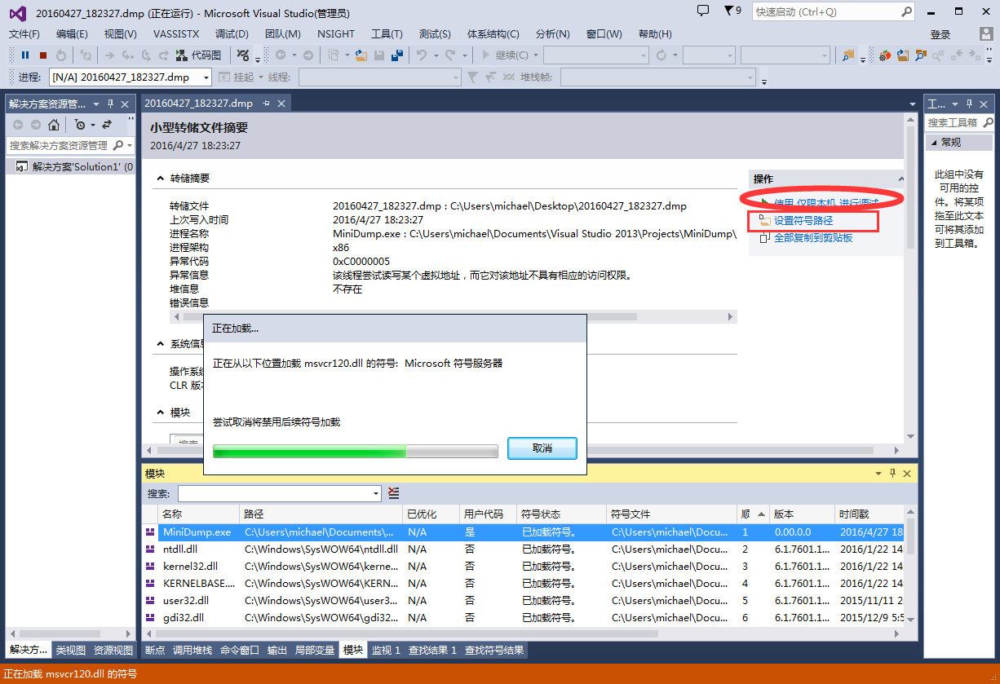 20160427_182327.dmp (正在运行) - Microsoft Visual Studio(管理员)
9
快速启动 (Ctrl+Q)
文件(F) 编辑(E) 视图(V) VASSISTX 调试(D) 团队(M) NSIGHT 工具(T) 测试(S) 体系结构(C) 分析(N) 窗口(W) 帮助(H) 登录
代码图 继续(C)
进程: [N/A] 20160427_182327.dmp 挂起 线程: 堆栈帧:
解决方案资源管...
搜索解决方案资源管理
解决方案'Solution1' (0
20160427_182327.dmp
小型转储文件摘要
2016/4/27 18:23:27
转储摘要
转储文件 20160427_182327.dmp : C:\Users\michael\Desktop\20160427_182327.dmp
上次写入时间 2016/4/27 18:23:27
进程名称 MiniDump.exe : C:\Users\michael\Documents\Visual Studio 2013\Projects\MiniDump\
进程架构 x86
异常代码 0xC0000005
异常信息 该线程尝试读写某个虚拟地址，而它对该地址不具有相应的访问权限。
堆信息 不存在
错误信息
系统信息
操作系统
CLR 版本
模块
操作
使用 仅限本机 进行调试
设置符号路径
全部复制到剪贴板
工...
搜索工具箱
常规
此组中没有
可用的控
件。将某项
拖至此文本
可将其添加
到工具箱。
正在加载...
正在从以下位置加载 msvcr120.dll 的符号: Microsoft 符号服务器
尝试取消将禁用后续符号加载
取消
模块
搜索:
名称 路径 已优化 用户代码 符号状态 符号文件 顺 版本 时间戳
MiniDump.exe C:\Users\michael\Documents\... N/A 是 已加载符号。 C:\Users\michael\Docu... 1 0.00.0.0 2016/4/27 18
ntdll.dll C:\Windows\SysWOW64\ntdll.dll N/A 否 已加载符号。 C:\Users\michael\Docu... 2 6.1.7601.1... 2016/1/22 14
kernel32.dll C:\Windows\SysWOW64\kerne... N/A 否 已加载符号。 C:\Users\michael\Docu... 3 6.1.7601.1... 2016/1/22 14
KERNELBASE.... C:\Windows\SysWOW64\KERN... N/A 否 已加载符号。 C:\Users\michael\Docu... 4 6.1.7601.1... 2016/1/22 14
user32.dll C:\Windows\SysWOW64\user3... N/A 否 已加载符号。 C:\Users\michael\Docu... 5 6.1.7601.1... 2015/11/11 2
gdi32.dll C:\Windows\SysWOW64\gdi32... N/A 否 已加载符号。 C:\Users\michael\Docu... 6 6.1.7601.1... 2015/12/9 5:5
解决方... 类视图 资源视图
断点 调用堆栈 命令窗口 输出 局部变量 模块 监视 1 查找结果 1 查找符号结果
正在加载 msvcr120.dll 的符号